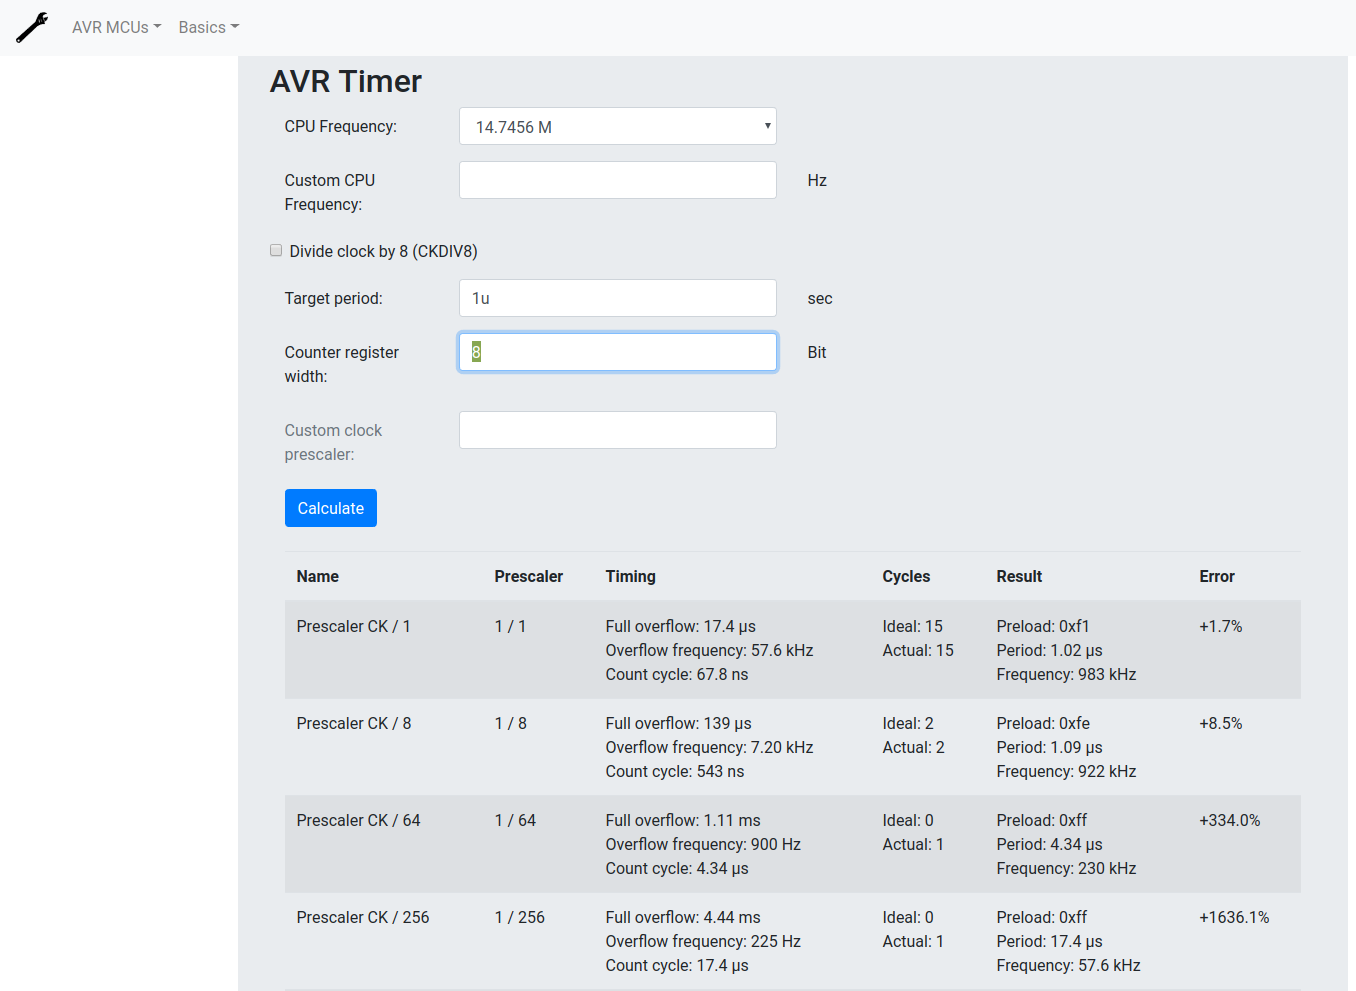 AVR MCUs Basics
AVR Timer
CPU Frequency: 14.7456 M
Custom CPU Frequency: Hz
Divide clock by 8 (CKDIV8)
Target period: 1u sec
Counter register width: 8 Bit
Custom clock prescaler:
Calculate
Name Prescaler Timing Cycles Result Error
Prescaler CK / 1 1 / 1 Full overflow: 17.4 µs Ideal: 15 Preload: 0xf1 +1.7%
Overflow frequency: 57.6 kHz Actual: 15 Period: 1.02 µs
Count cycle: 67.8 ns Frequency: 983 kHz
Prescaler CK / 8 1 / 8 Full overflow: 139 µs Ideal: 2 Preload: 0xfe +8.5%
Overflow frequency: 7.20 kHz Actual: 2 Period: 1.09 µs
Count cycle: 543 ns Frequency: 922 kHz
Prescaler CK / 64 1 / 64 Full overflow: 1.11 ms Ideal: 0 Preload: 0xff +334.0%
Overflow frequency: 900 Hz Actual: 1 Period: 4.34 µs
Count cycle: 4.34 µs Frequency: 230 kHz
Prescaler CK / 256 1 / 256 Full overflow: 4.44 ms Ideal: 0 Preload: 0xff +1636.1%
Overflow frequency: 225 Hz Actual: 1 Period: 17.4 µs
Count cycle: 17.4 µs Frequency: 57.6 kHz